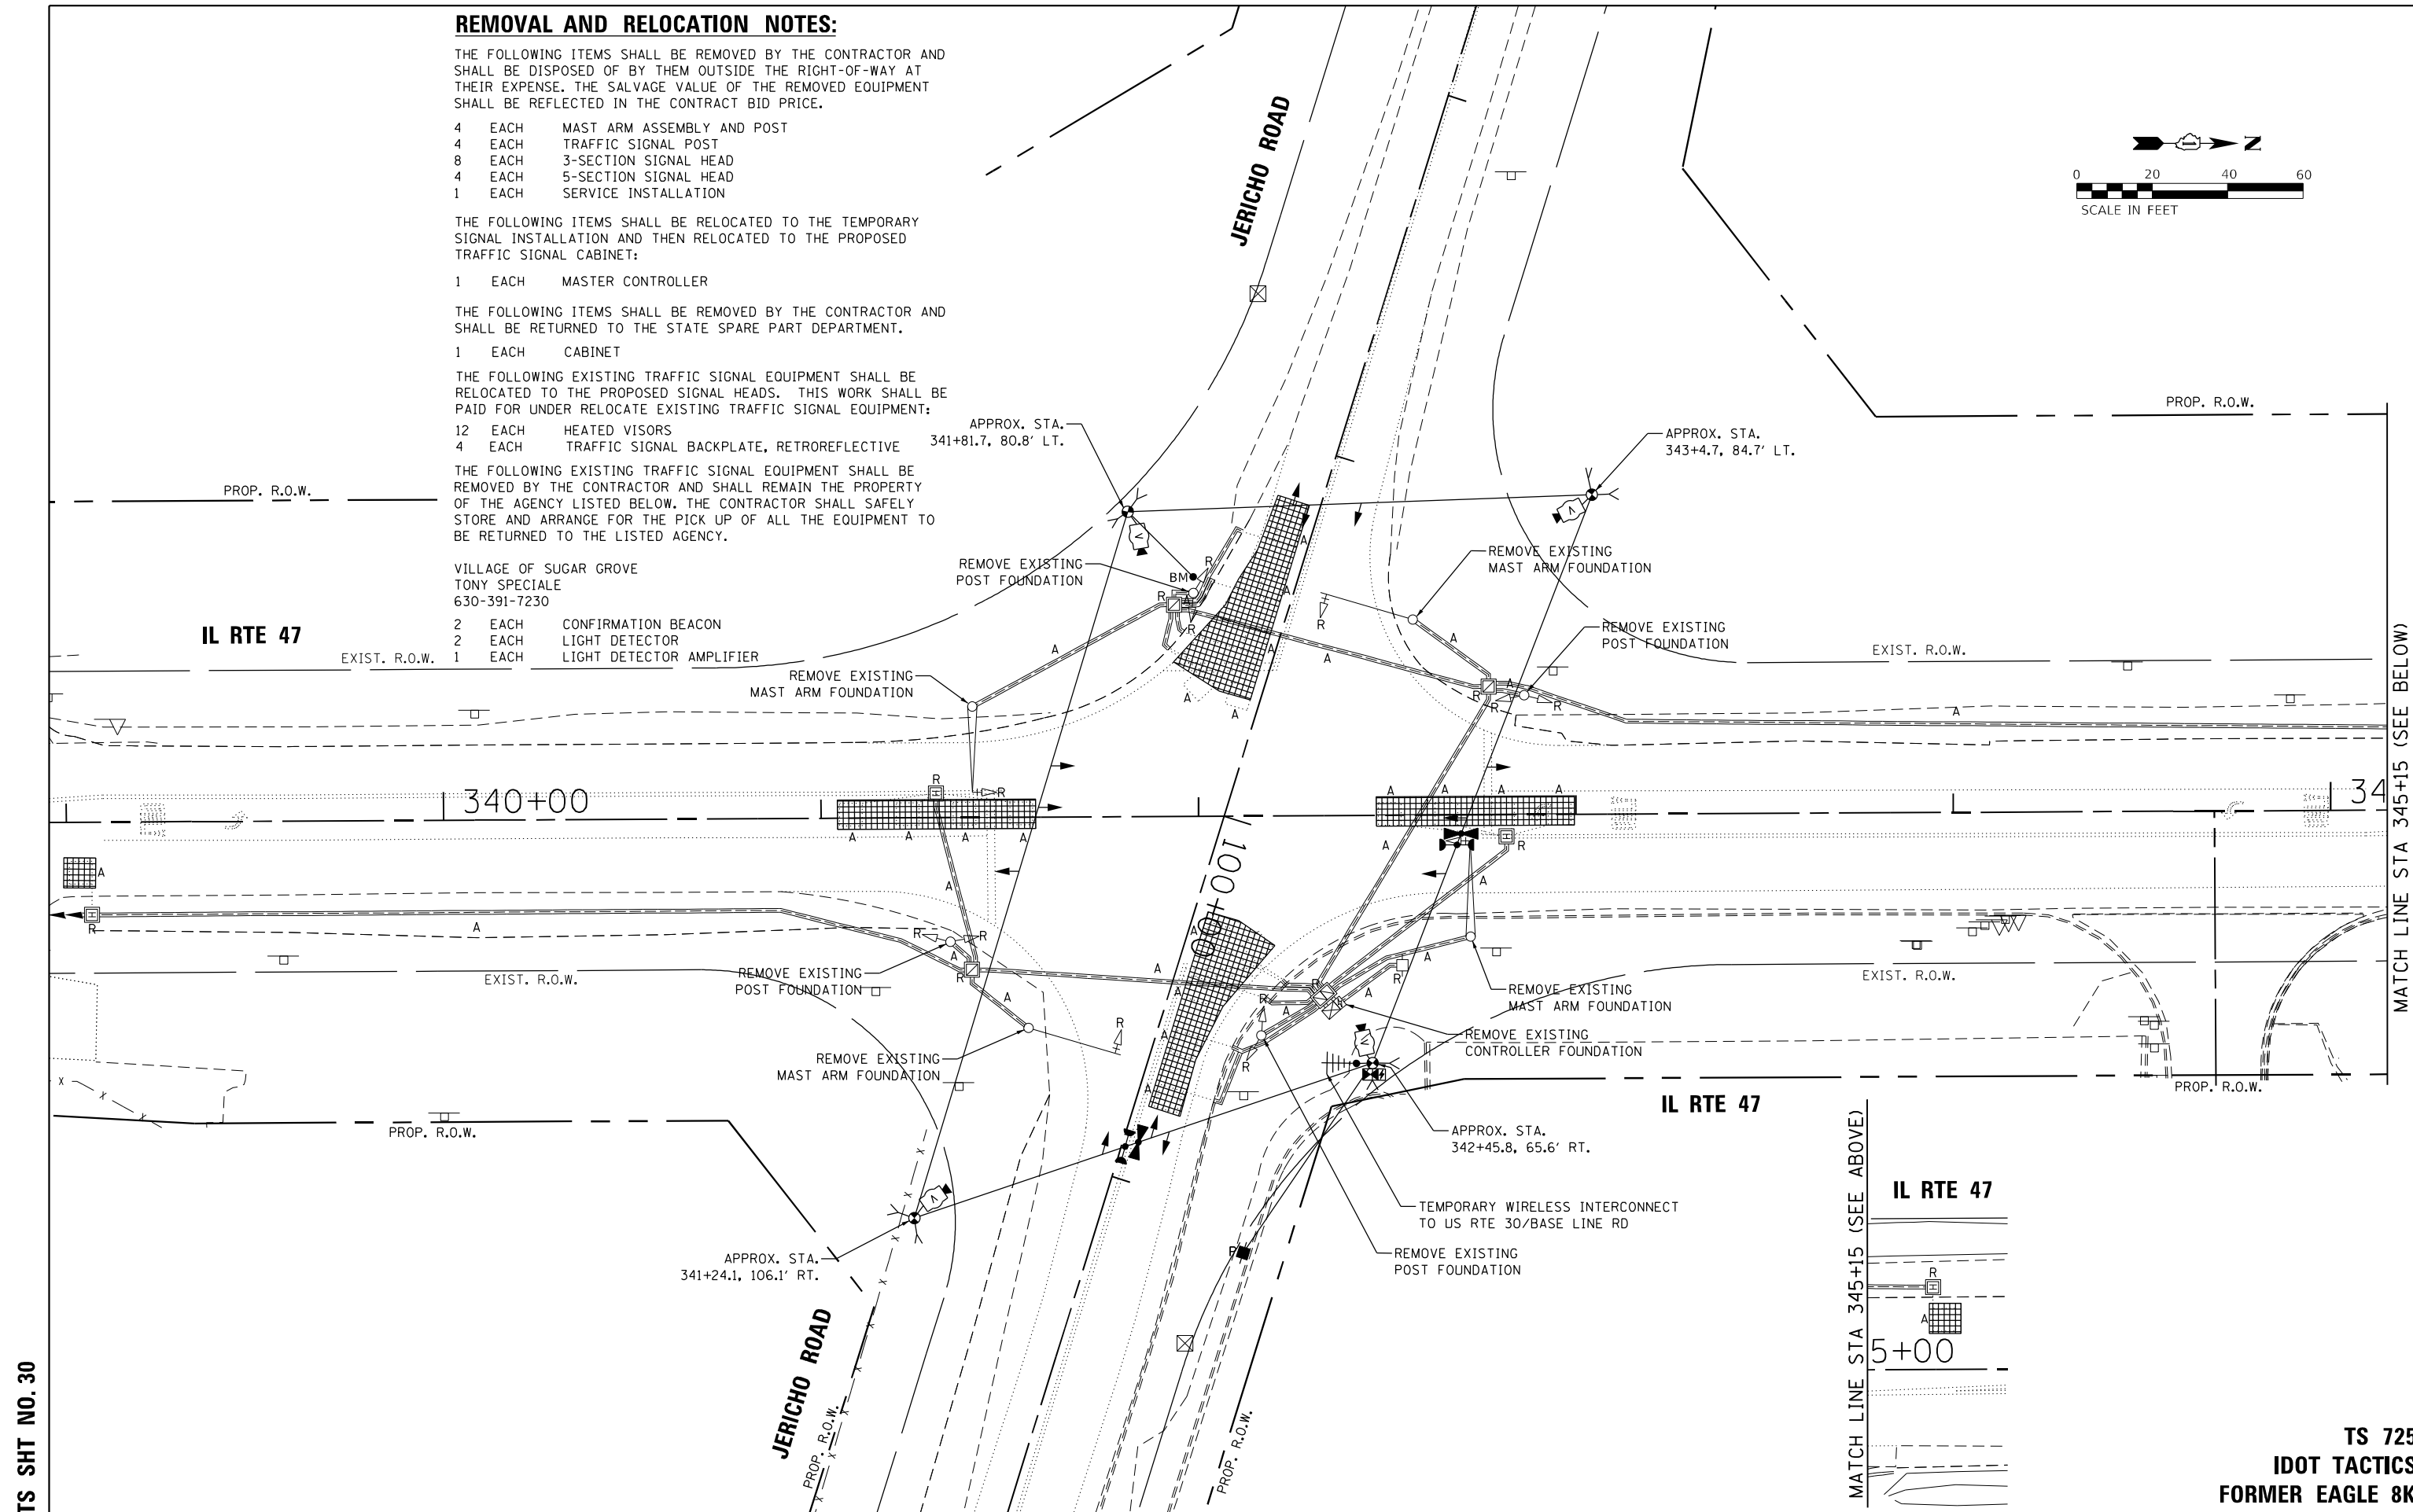 REMOVAL AND RELOCATION NOTES:
THE FOLLOWING ITEMS SHALL BE REMOVED BY THE CONTRACTOR AND
SHALL BE DISPOSED OF BY THEM OUTSIDE THE RIGHT-OF-WAY AT
THEIR EXPENSE. THE SALVAGE VALUE OF THE REMOVED EQUIPMENT
SHALL BE REFLECTED IN THE CONTRACT BID PRICE.
4 EACH MAST ARM ASSEMBLY AND POST
4 EACH TRAFFIC SIGNAL POST
8 EACH 3-SECTION SIGNAL HEAD
4 EACH 5-SECTION SIGNAL HEAD
1 EACH SERVICE INSTALLATION
THE FOLLOWING ITEMS SHALL BE RELOCATED TO THE TEMPORARY
SIGNAL INSTALLATION AND THEN RELOCATED TO THE PROPOSED
TRAFFIC SIGNAL CABINET:
1 EACH MASTER CONTROLLER
THE FOLLOWING ITEMS SHALL BE REMOVED BY THE CONTRACTOR AND
SHALL BE RETURNED TO THE STATE SPARE PART DEPARTMENT.
1 EACH CABINET
THE FOLLOWING EXISTING TRAFFIC SIGNAL EQUIPMENT SHALL BE
RELOCATED TO THE PROPOSED SIGNAL HEADS. THIS WORK SHALL BE
PAID FOR UNDER RELOCATE EXISTING TRAFFIC SIGNAL EQUIPMENT:
12 EACH HEATED VISORS
4 EACH TRAFFIC SIGNAL BACKPLATE, RETROREFLECTIVE
THE FOLLOWING EXISTING TRAFFIC SIGNAL EQUIPMENT SHALL BE
REMOVED BY THE CONTRACTOR AND SHALL REMAIN THE PROPERTY
OF THE AGENCY LISTED BELOW. THE CONTRACTOR SHALL SAFELY
STORE AND ARRANGE FOR THE PICK UP OF ALL THE EQUIPMENT TO
BE RETURNED TO THE LISTED AGENCY.
VILLAGE OF SUGAR GROVE
TONY SPECIALE
630-391-7230
2 EACH CONFIRMATION BEACON
2 EACH LIGHT DETECTOR
1 EACH LIGHT DETECTOR AMPLIFIER
JERICHO ROAD
N
0 20 40 60
SCALE IN FEET
PROP. R.O.W.
APPROX. STA.
341+81.7, 80.8' LT.
APPROX. STA.
343+4.7, 84.7' LT.
PROP. R.O.W.
REMOVE EXISTING
POST FOUNDATION
BM
REMOVE EXISTING
MAST ARM FOUNDATION
REMOVE EXISTING
POST FOUNDATION
IL RTE 47
EXIST. R.O.W.
EXIST. R.O.W.
REMOVE EXISTING
MAST ARM FOUNDATION
340+00
34
100+00
MATCH LINE STA 345+15 (SEE BELOW)
REMOVE EXISTING
POST FOUNDATION
EXIST. R.O.W.
EXIST. R.O.W.
REMOVE EXISTING
MAST ARM FOUNDATION
REMOVE EXISTING
CONTROLLER FOUNDATION
REMOVE EXISTING
MAST ARM FOUNDATION
PROP. R.O.W.
PROP. R.O.W.
IL RTE 47
APPROX. STA.
342+45.8, 65.6' RT.
TEMPORARY WIRELESS INTERCONNECT
TO US RTE 30/BASE LINE RD
REMOVE EXISTING
POST FOUNDATION
APPROX. STA.
341+24.1, 106.1' RT.
P
JERICHO ROAD
PROP. R.O.W.
PROP. R.O.W.
MATCH LINE STA 345+15 (SEE ABOVE)
IL RTE 47
R
A
5+00
TS SHT NO. 30
TS 725
IDOT TACTICS
FORMER EAGLE 8K